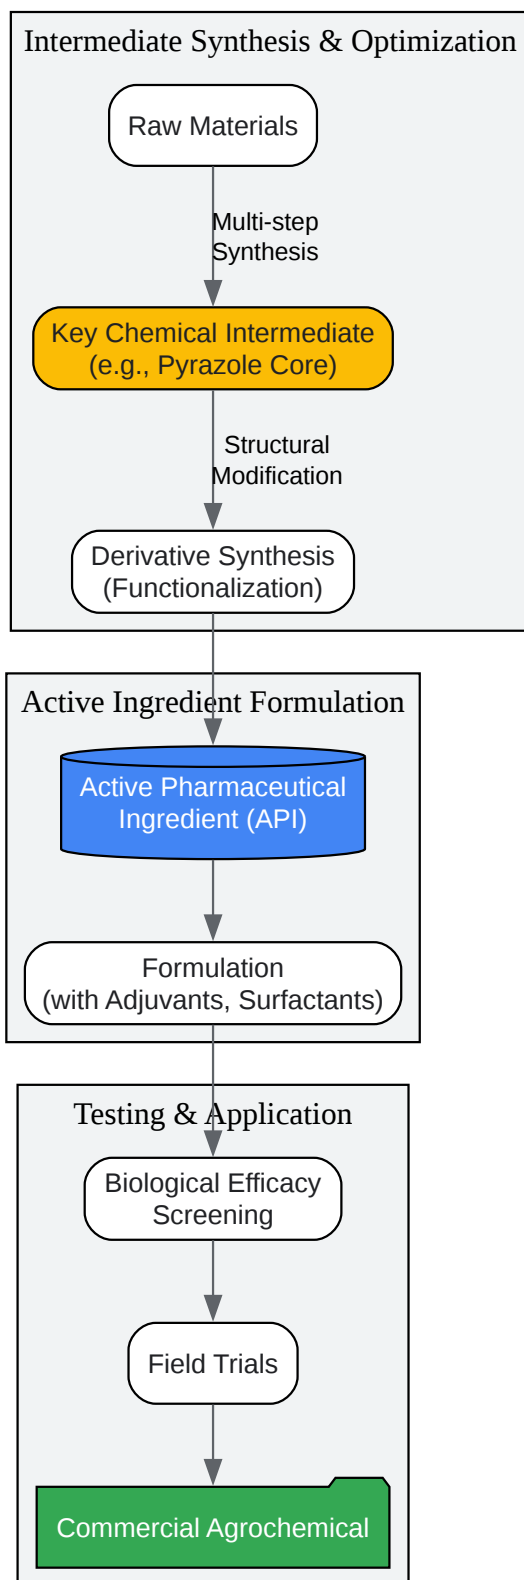 Intermediate Synthesis & Optimization
Raw Materials
Multi-step
Synthesis
Key Chemical Intermediate
(e.g., Pyrazole Core)
Structural
Modification
Derivative Synthesis
(Functionalization)
Active Ingredient Formulation
Active Pharmaceutical
Ingredient (API)
Formulation
(with Adjuvants, Surfactants)
Testing & Application
Biological Efficacy
Screening
Field Trials
Commercial Agrochemical